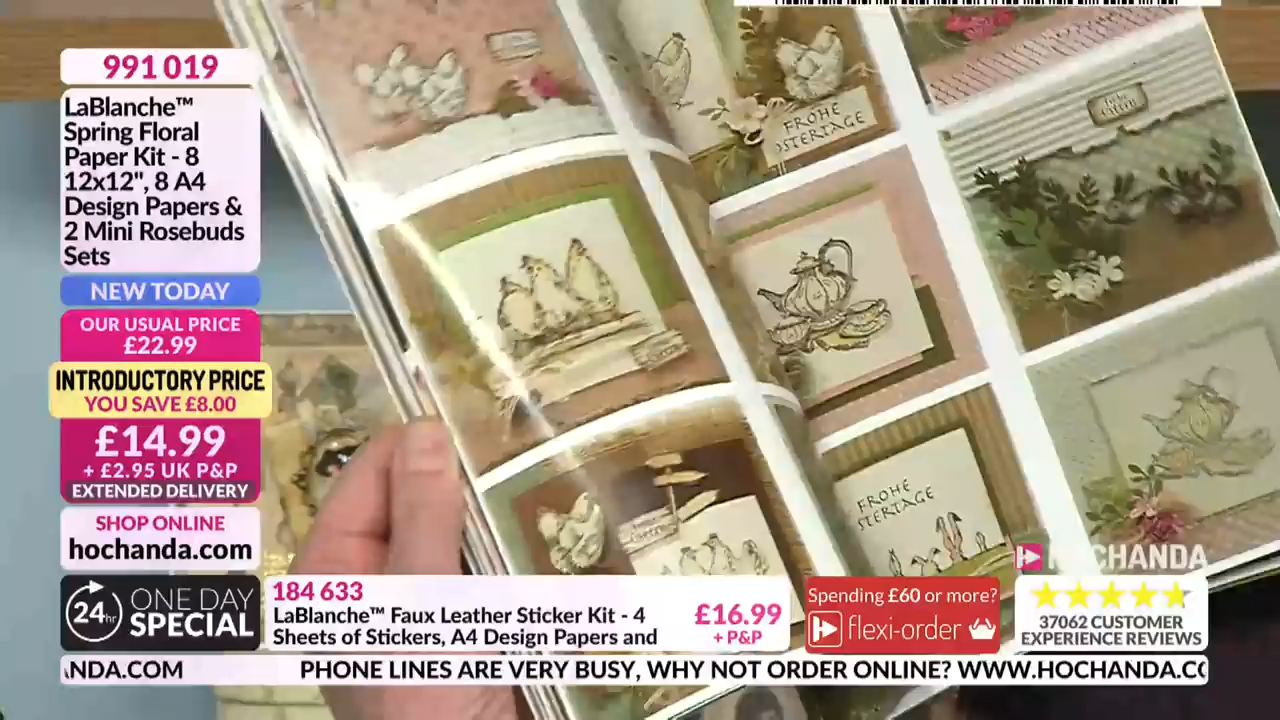 991 019
LaBlanche™
Spring Floral
Paper Kit - 8
12x12", 8 A4
Design Papers &
2 Mini Rosebuds
Sets
NEW TODAY
OUR USUAL PRICE
£22.99
INTRODUCTORY PRICE
YOU SAVE £8.00
£14.99
+ £2.95 UK P&P
EXTENDED DELIVERY
SHOP ONLINE
hochanda.com
FROHE
OSTERTAGE
FROHE
OSTERTAGE
HOCHANDA
24hr
ONE DAY
SPECIAL
184 633
LaBlanche™ Faux Leather Sticker Kit - 4
Sheets of Stickers, A4 Design Papers and
£16.99
+ P&P
Spending £60 or more?
flexi-order
37062 CUSTOMER
EXPERIENCE REVIEWS
NDA.COM
PHONE LINES ARE VERY BUSY, WHY NOT ORDER ONLINE? WWW.HOCHANDA.CO